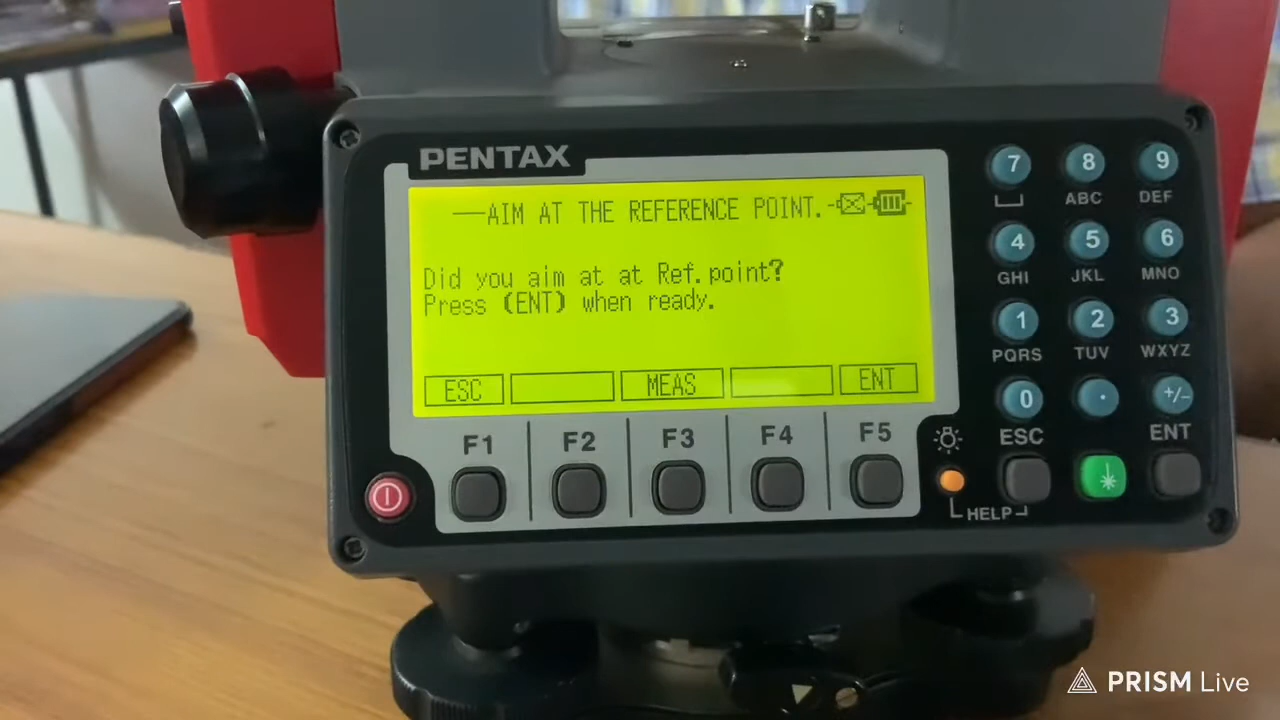 PENTAX
AIM AT THE REFERENCE POINT.
Did you aim at at Ref.point?
Press (ENT) when ready.
ESC MEAS ENT
F1 F2 F3 F4 F5
7 8 9
ABC DEF
4 5 6
GHI JKL MNO
1 2 3
PQRS TUV WXYZ
0 . +/-
ESC ENT
HELP
PRISM Live